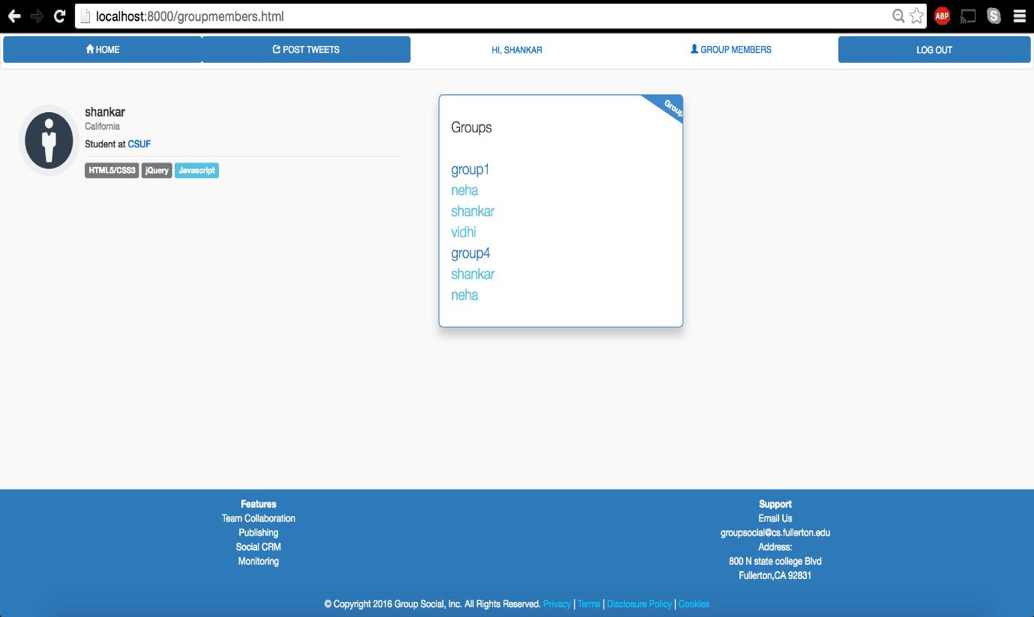 localhost:8000/groupmembers.html
ABP
S
HOME
POST TWEETS
HI, SHANKAR
GROUP MEMBERS
LOG OUT
shankar
California
Student at CSUF
HTML5/CSS3 jQuery Javascript
Group
Groups
group1
neha
shankar
vidhi
group4
shankar
neha
Features
Team Collaboration
Publishing
Social CRM
Monitoring
Support
Email Us
groupsocial@cs.fullerton.edu
Address:
800 N state college Blvd
Fullerton,CA 92831
© Copyright 2016 Group Social, Inc. All Rights Reserved. Privacy | Terms | Disclosure Policy | Cookies